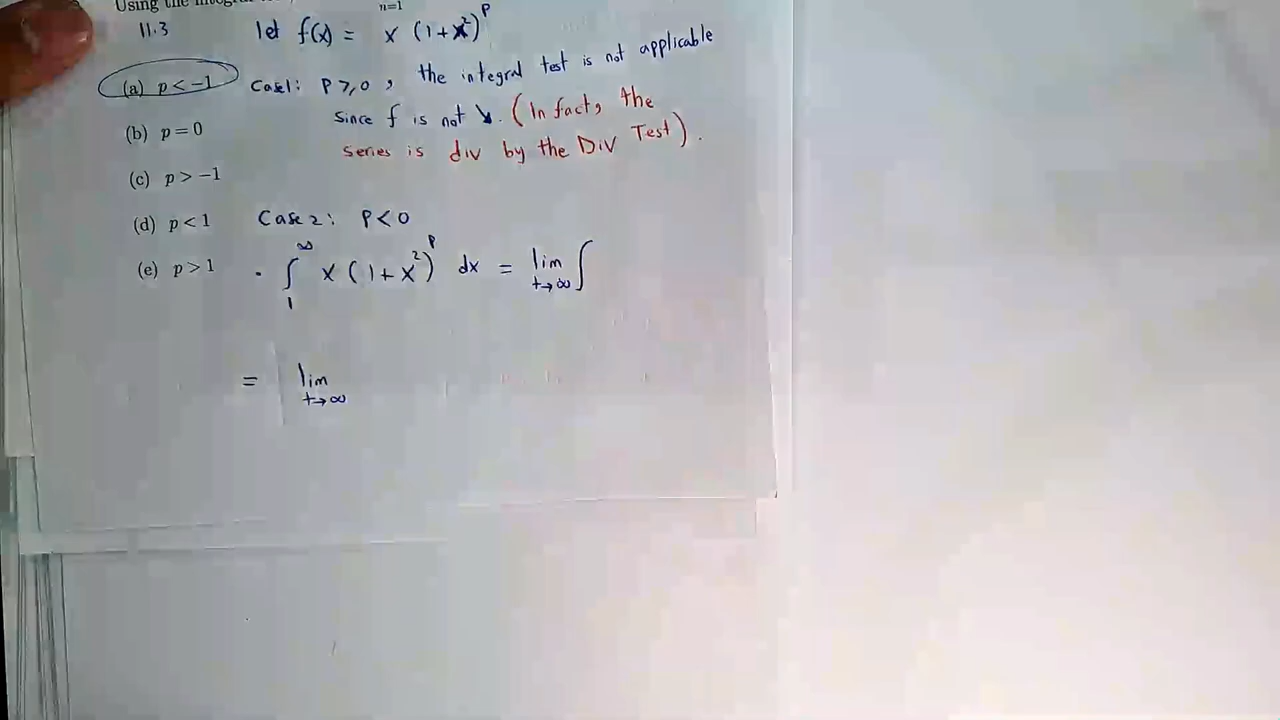 Using the integral
n=1
11.3 let f(x) = x (1+x²)^p
(a) p < −1 Case1: P ≥ 0 , the integral test is not applicable
since f is not ↘. (In fact, the
(b) p = 0
series is div by the Div Test).
(c) p > −1
(d) p < 1 Case 2: P < 0
(e) p > 1 · ∫₁^∞ x (1+x²)^p dx = lim t→∞ ∫
= lim t→∞